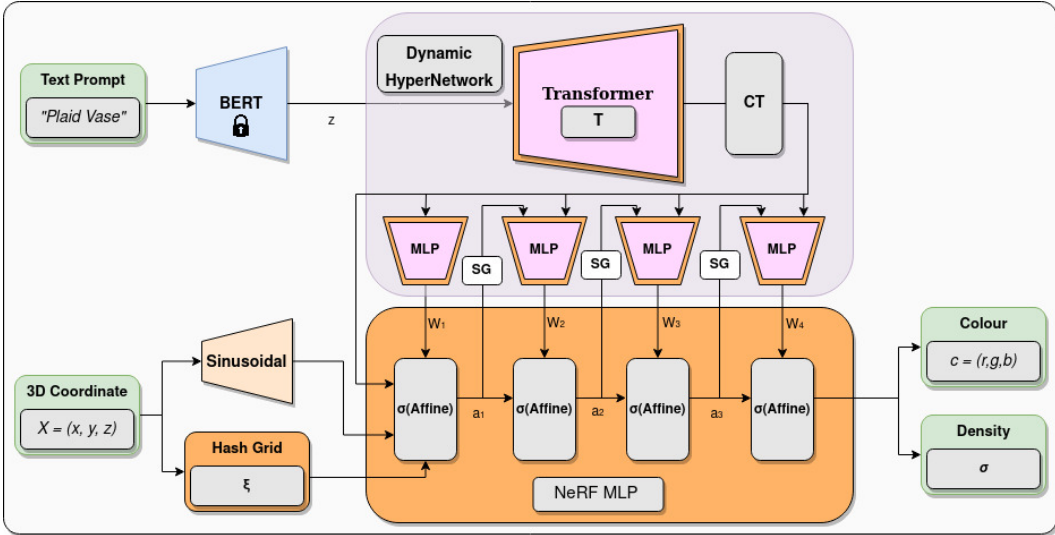 Text Prompt
"Plaid Vase"
BERT
z
Dynamic
HyperNetwork
Transformer
T
CT
MLP
SG
MLP
SG
MLP
SG
MLP
W1
W2
W3
W4
3D Coordinate
X = (x, y, z)
Sinusoidal
Hash Grid
ξ
σ(Affine)
a1
σ(Affine)
a2
σ(Affine)
a3
σ(Affine)
NeRF MLP
Colour
c = (r,g,b)
Density
σ